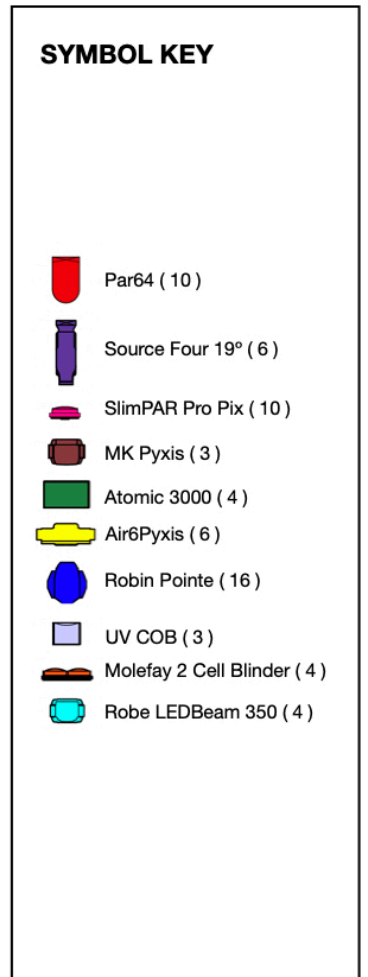 SYMBOL KEY
Par64 ( 10 )
Source Four 19º ( 6 )
SlimPAR Pro Pix ( 10 )
MK Pyxis ( 3 )
Atomic 3000 ( 4 )
Air6Pyxis ( 6 )
Robin Pointe ( 16 )
UV COB ( 3 )
Molefay 2 Cell Blinder ( 4 )
Robe LEDBeam 350 ( 4 )